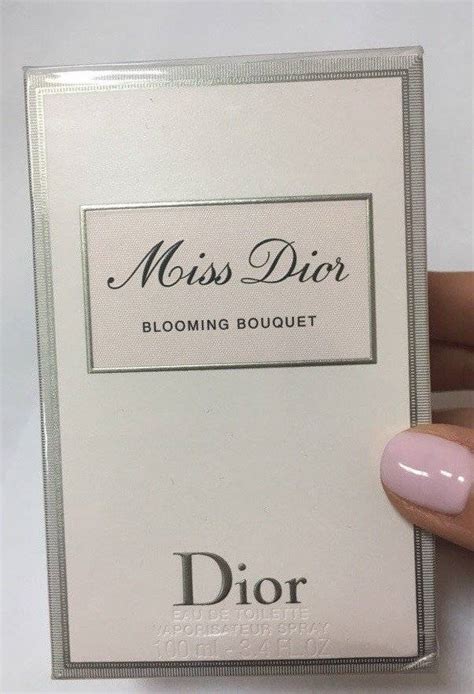 Miss Dior
BLOOMING BOUQUET
Dior
EAU DE TOILETTE
VAPORISATEUR SPRAY
100 ml - 3.4 FL.OZ